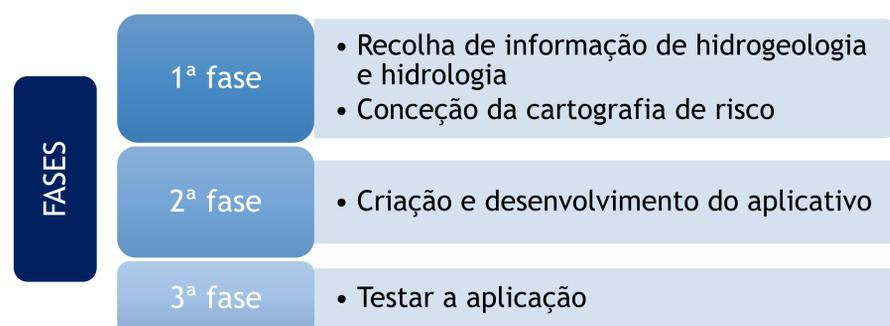 FASES
1ª fase
• Recolha de informação de hidrogeologia
e hidrologia
• Conceção da cartografia de risco
2ª fase
• Criação e desenvolvimento do aplicativo
3ª fase
• Testar a aplicação